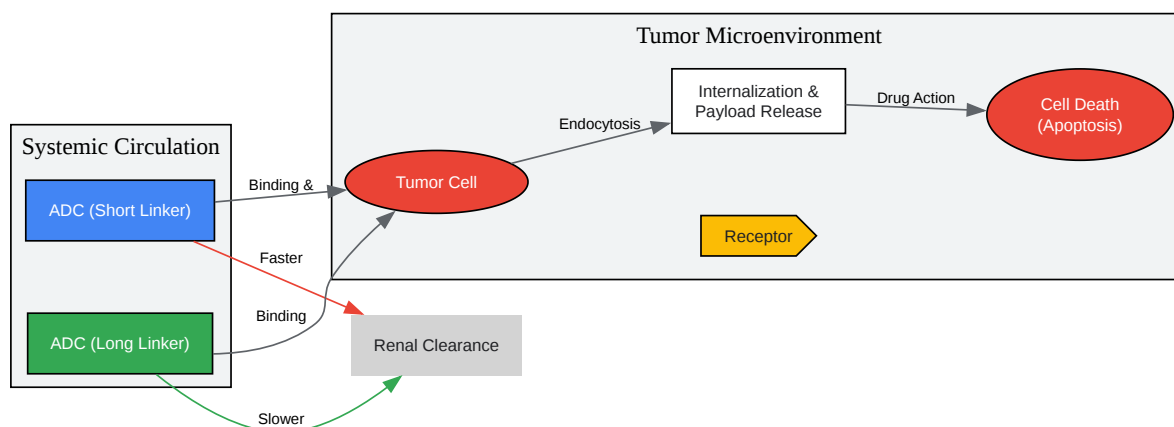 Tumor Microenvironment
Systemic Circulation
ADC (Short Linker)
ADC (Long Linker)
Binding &
Faster
Binding
Slower
Tumor Cell
Renal Clearance
Endocytosis
Internalization &
Payload Release
Receptor
Drug Action
Cell Death
(Apoptosis)